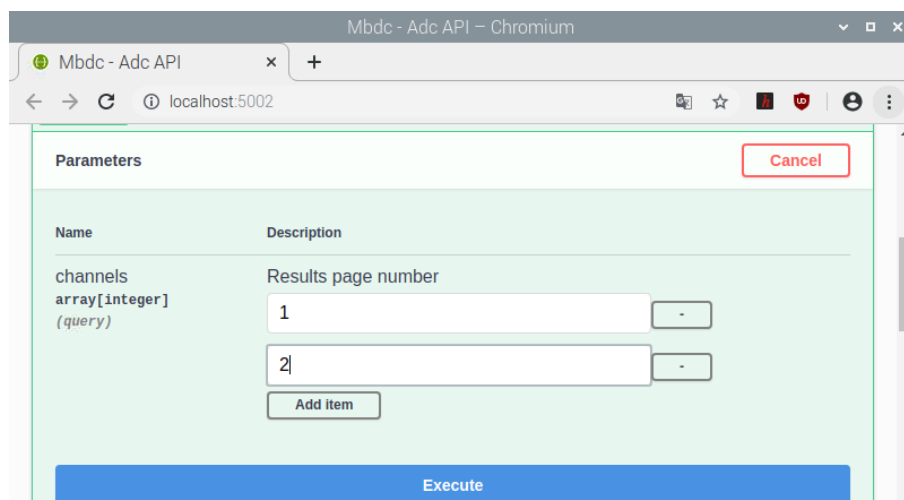 Mbdc - Adc API – Chromium
Mbdc - Adc API
localhost:5002
Parameters
Cancel
Name
Description
channels
Results page number
array[integer]
(query)
1
-
2
-
Add item
Execute